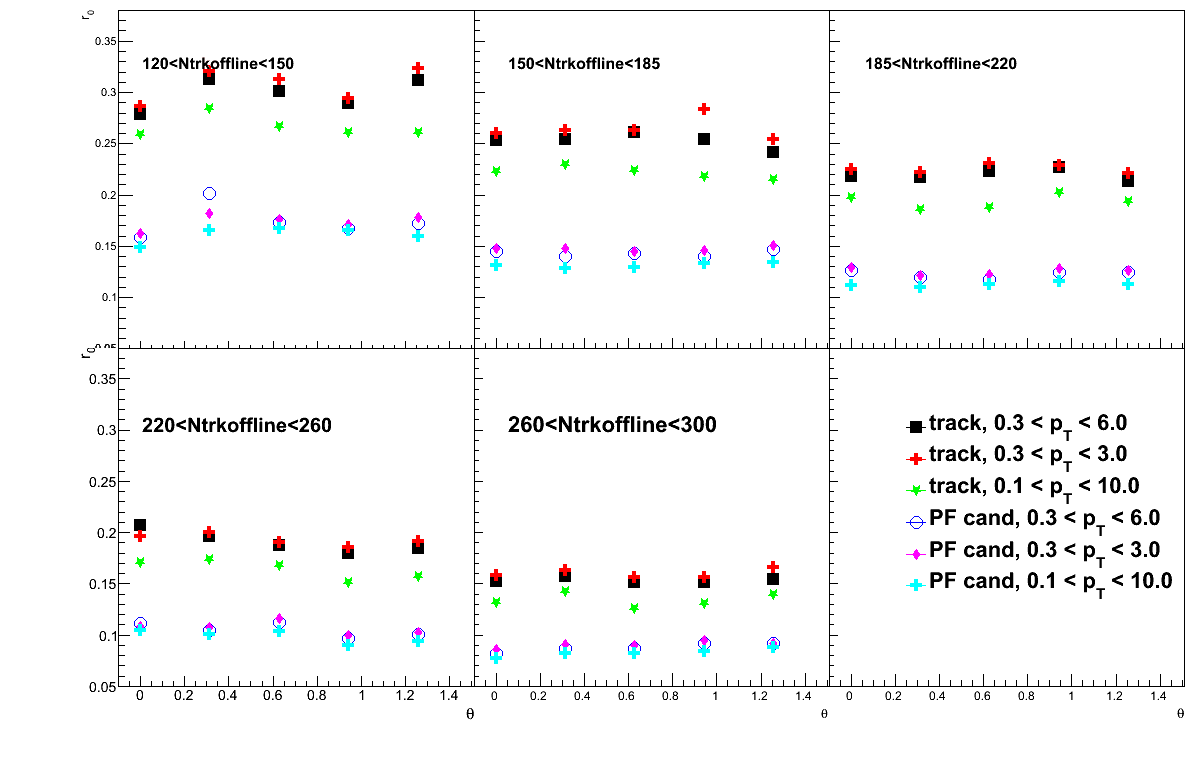 r0
0.35
0.3
0.25
0.2
0.15
0.1
0.05
120<Ntrkoffline<150
150<Ntrkoffline<185
185<Ntrkoffline<220
r0
0.35
0.3
0.25
0.2
0.15
0.1
0.05
220<Ntrkoffline<260
260<Ntrkoffline<300
track, 0.3 < pT < 6.0
track, 0.3 < pT < 3.0
track, 0.1 < pT < 10.0
PF cand, 0.3 < pT < 6.0
PF cand, 0.3 < pT < 3.0
PF cand, 0.1 < pT < 10.0
0 0.2 0.4 0.6 0.8 1 1.2 1.4
0 0.2 0.4 0.6 0.8 1 1.2 1.4
0 0.2 0.4 0.6 0.8 1 1.2 1.4
θ
θ
θ